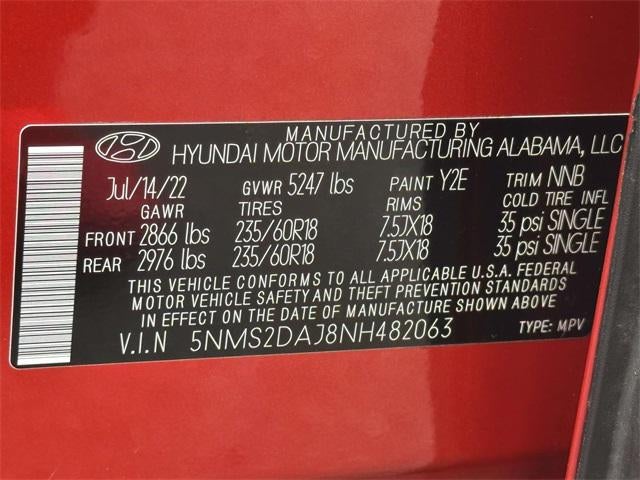 MANUFACTURED BY
HYUNDAI MOTOR MANUFACTURING ALABAMA, LLC
Jul/14/22 GVWR 5247 lbs PAINT Y2E TRIM NNB
GAWR TIRES RIMS COLD TIRE INFL
FRONT 2866 lbs 235/60R18 7.5JX18 35 psi SINGLE
REAR 2976 lbs 235/60R18 7.5JX18 35 psi SINGLE
THIS VEHICLE CONFORMS TO ALL APPLICABLE U.S.A. FEDERAL
MOTOR VEHICLE SAFETY AND THEFT PREVENTION STANDARDS
IN EFFECT ON THE DATE OF MANUFACTURE SHOWN ABOVE
V.I.N 5NMS2DAJ8NH482063 TYPE: MPV